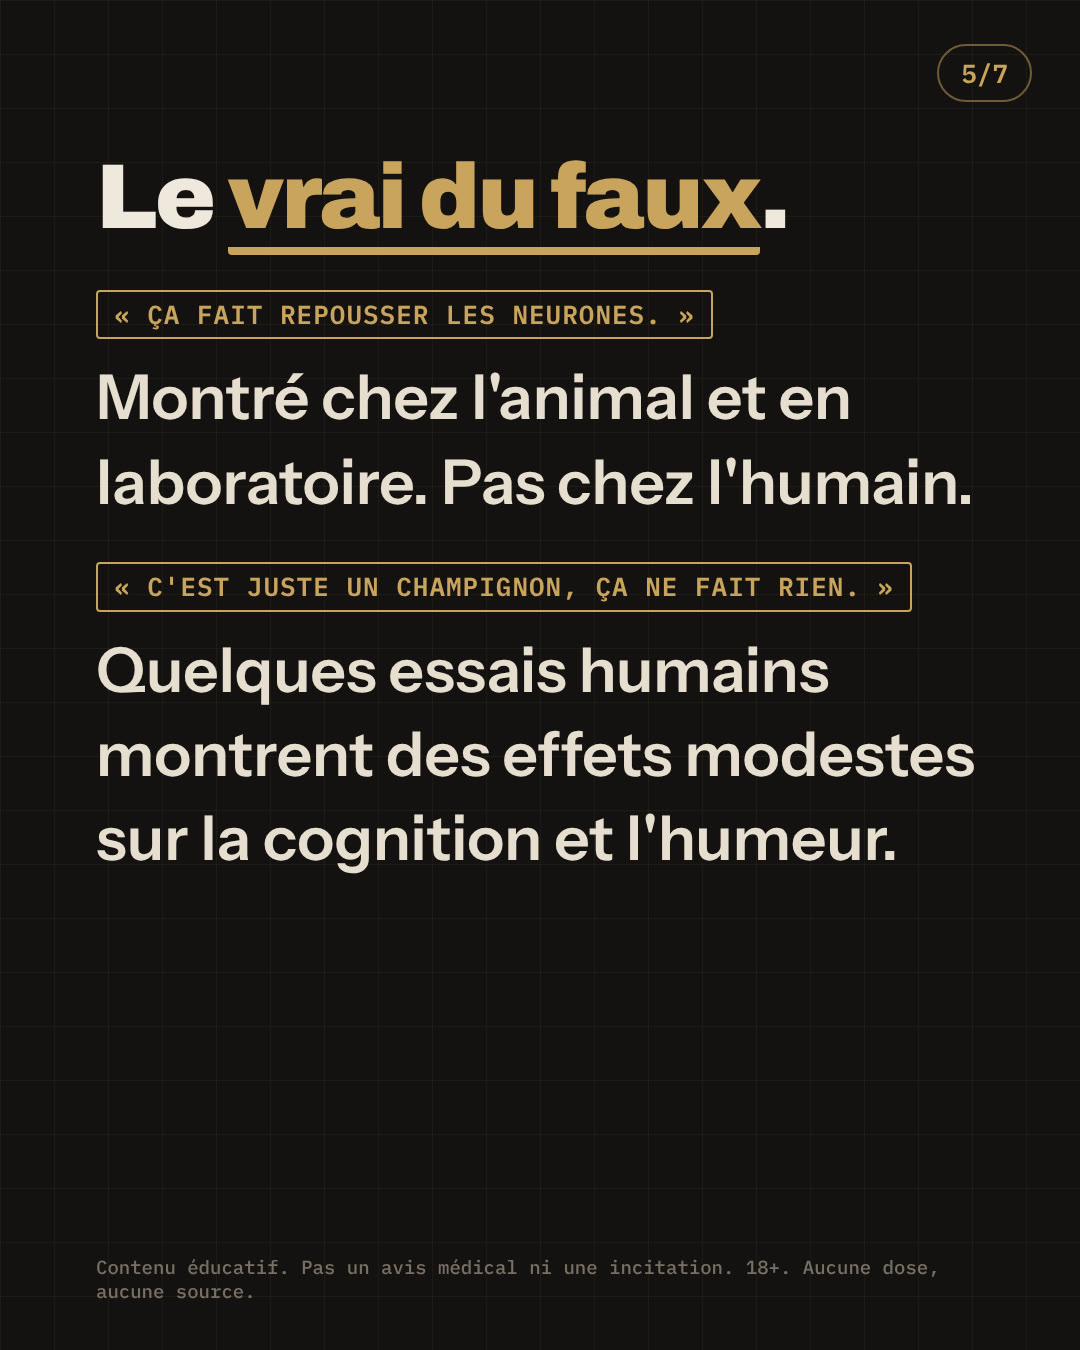 5/7
Le vrai du faux.
« ÇA FAIT REPOUSSER LES NEURONES. »
Montré chez l'animal et en
laboratoire. Pas chez l'humain.
« C'EST JUSTE UN CHAMPIGNON, ÇA NE FAIT RIEN. »
Quelques essais humains
montrent des effets modestes
sur la cognition et l'humeur.
Contenu éducatif. Pas un avis médical ni une incitation. 18+. Aucune dose,
aucune source.